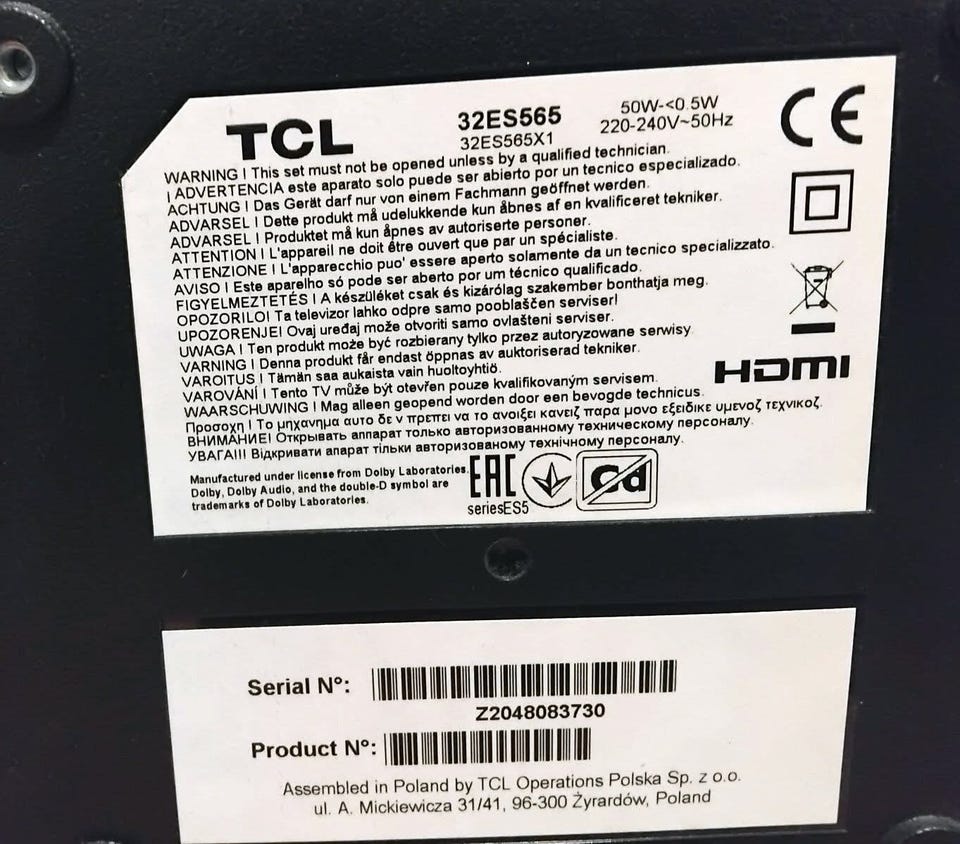 TCL
32ES565
32ES565X1
50W-<0.5W
220-240V~50Hz
CE
WARNING ! This set must not be opened unless by a qualified technician.
¡ ADVERTENCIA este aparato solo puede ser abierto por un tecnico especializado.
ACHTUNG ! Das Gerät darf nur von einem Fachmann geöffnet werden.
ADVARSEL ! Dette produkt må udelukkende kun åbnes af en kvalificeret tekniker.
ADVARSEL ! Produktet må kun åpnes av autoriserte personer.
ATTENTION ! L'appareil ne doit être ouvert que par un spécialiste.
ATTENZIONE ! L'apparecchio puo' essere aperto solamente da un tecnico specializzato.
AVISO ! Este aparelho só pode ser aberto por um técnico qualificado.
FIGYELMEZTETÉS ! A készüléket csak és kizárólag szakember bonthatja meg.
OPOZORILO! Ta televizor lahko odpre samo pooblaščen serviser!
UPOZORENJE! Ovaj uređaj može otvoriti samo ovlašteni serviser.
UWAGA ! Ten produkt może być rozbierany tylko przez autoryzowane serwisy
VARNING ! Denna produkt får endast öppnas av auktoriserad tekniker.
VAROITUS ! Tämän saa aukaista vain huoltoyhtiö.
VAROVÁNÍ ! Tento TV může být otevřen pouze kvalifikovaným servisem.
WAARSCHUWING ! Mag alleen geopend worden door een bevogde technicus.
Προσοχη ! Το μηχανημα αυτο δε ν πρεπει να το ανοιξει κανειζ παρα μονο εξειδικε υμενοζ τεχνικοζ.
ВНИМАНИЕ! Открывать аппарат только авторизованному техническому персоналу.
УВАГА!!! Відкривати апарат тільки авторизованому технічному персоналу.
HDMI
Manufactured under license from Dolby Laboratories.
Dolby, Dolby Audio, and the double-D symbol are
trademarks of Dolby Laboratories.
EAC
seriesES5
Cd
Serial N°:
Z2048083730
Product N°:
Assembled in Poland by TCL Operations Polska Sp. z o.o.
ul. A. Mickiewicza 31/41, 96-300 Żyrardów, Poland